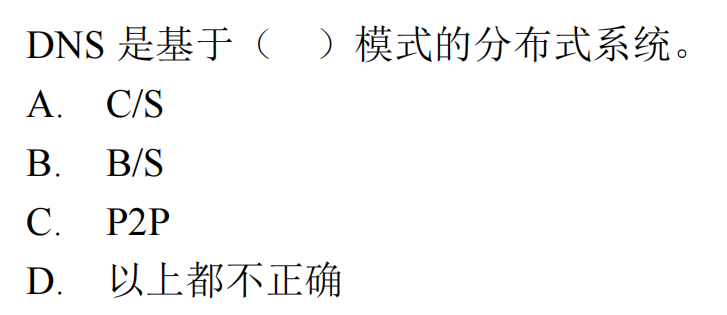 DNS 是基于（  ）模式的分布式系统。
A. C/S
B. B/S
C. P2P
D. 以上都不正确